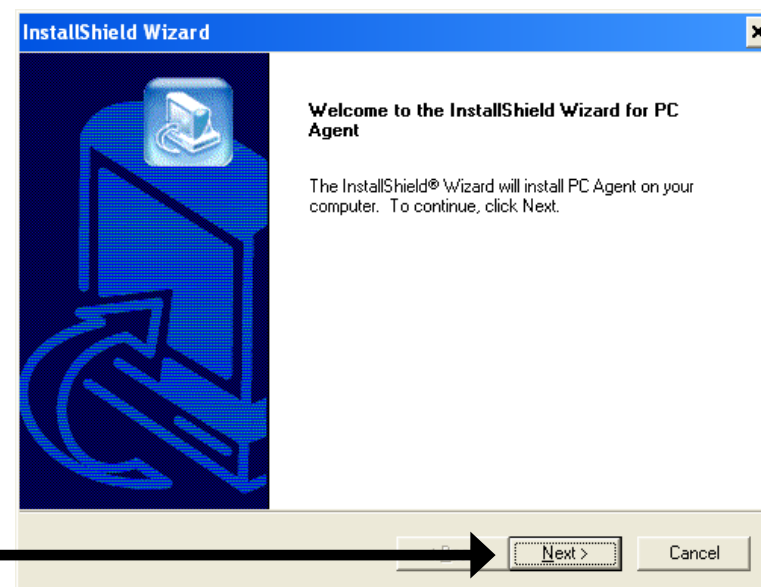 InstallShield Wizard
Welcome to the InstallShield Wizard for PC
Agent
The InstallShield® Wizard will install PC Agent on your
computer. To continue, click Next.
Next >
Cancel